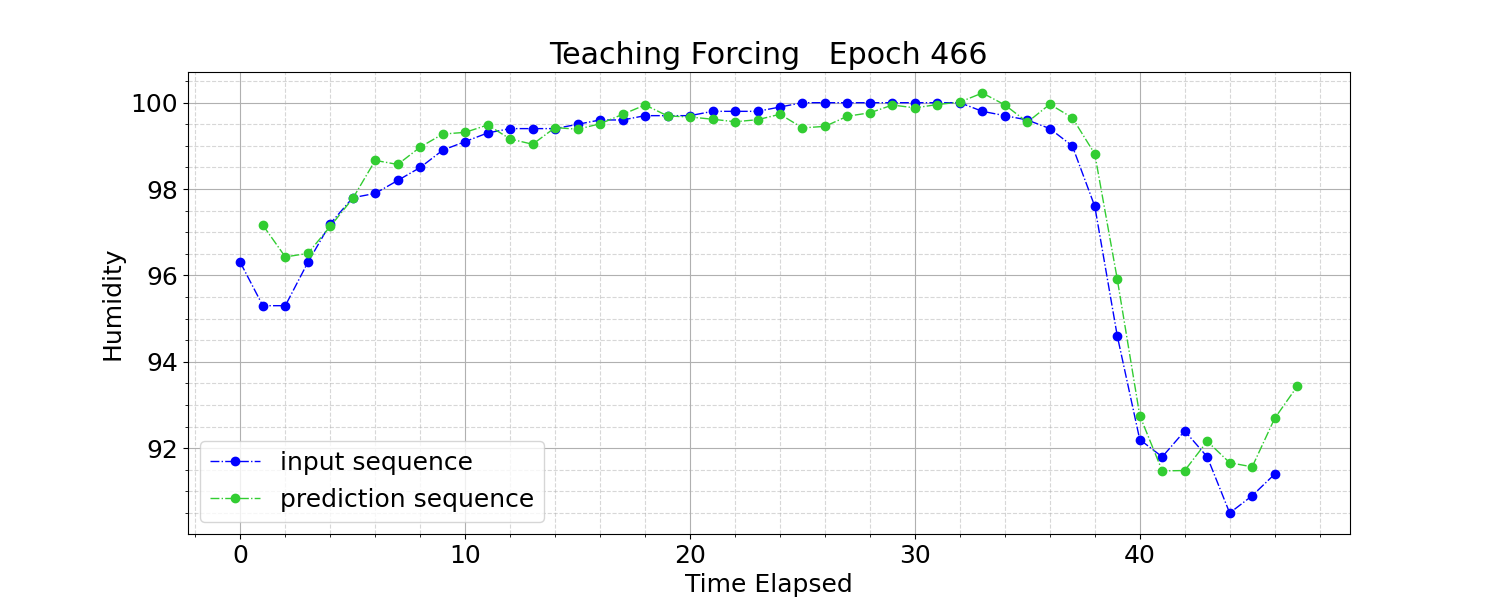 Teaching Forcing   Epoch 466
Humidity
100
98
96
94
92
input sequence
prediction sequence
0 10 20 30 40
Time Elapsed